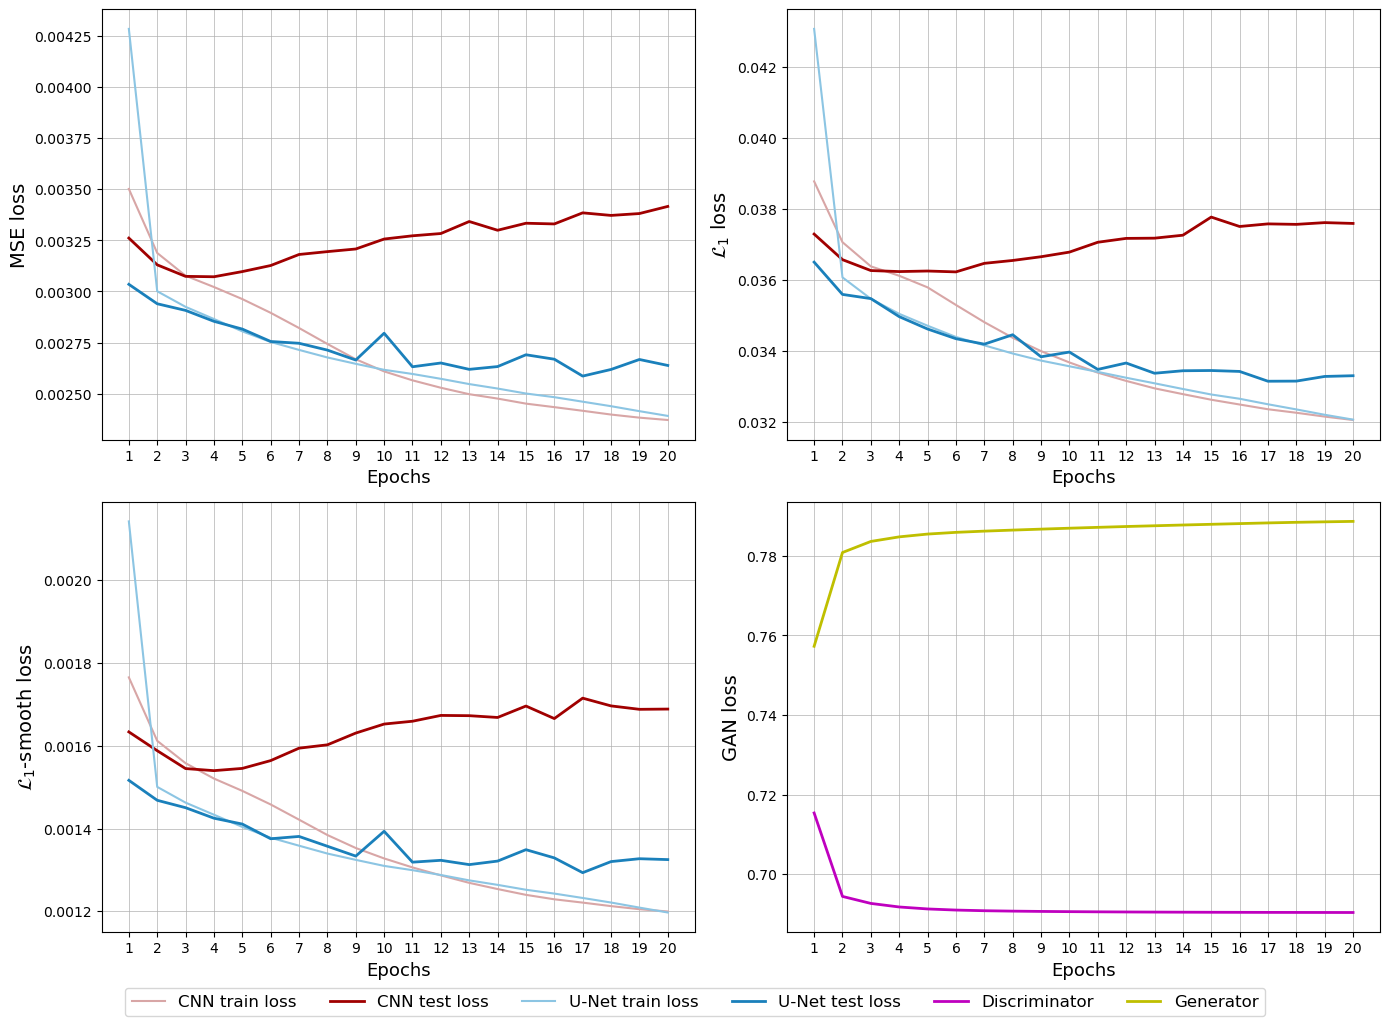 MSE loss
0.00425
0.00400
0.00375
0.00350
0.00325
0.00300
0.00275
0.00250
1 2 3 4 5 6 7 8 9 10 11 12 13 14 15 16 17 18 19 20
Epochs
ℒ₁ loss
0.042
0.040
0.038
0.036
0.034
0.032
1 2 3 4 5 6 7 8 9 10 11 12 13 14 15 16 17 18 19 20
Epochs
ℒ₁-smooth loss
0.0020
0.0018
0.0016
0.0014
0.0012
1 2 3 4 5 6 7 8 9 10 11 12 13 14 15 16 17 18 19 20
Epochs
GAN loss
0.78
0.76
0.74
0.72
0.70
1 2 3 4 5 6 7 8 9 10 11 12 13 14 15 16 17 18 19 20
Epochs
CNN train loss CNN test loss U-Net train loss U-Net test loss Discriminator Generator